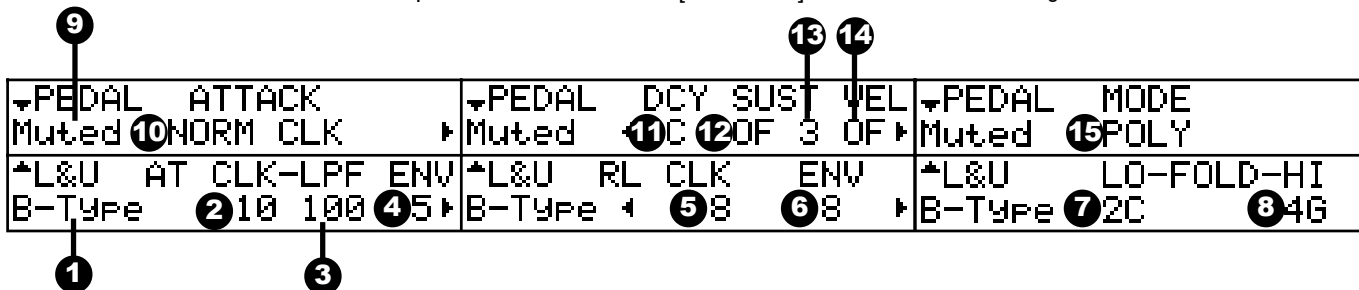 9 13 14
PEDAL ATTACK PEDAL DCY SUST VEL PEDAL MODE
Muted 10 NORM CLK Muted 11 C 12 OF 3 OF Muted 15 POLY
L&U AT CLK-LPF ENV L&U RL CLK ENV L&U LO-FOLD-HI
B-Type 2 10 100 4 5 B-Type 5 8 6 8 B-Type 7 2C 8 4G
1 3